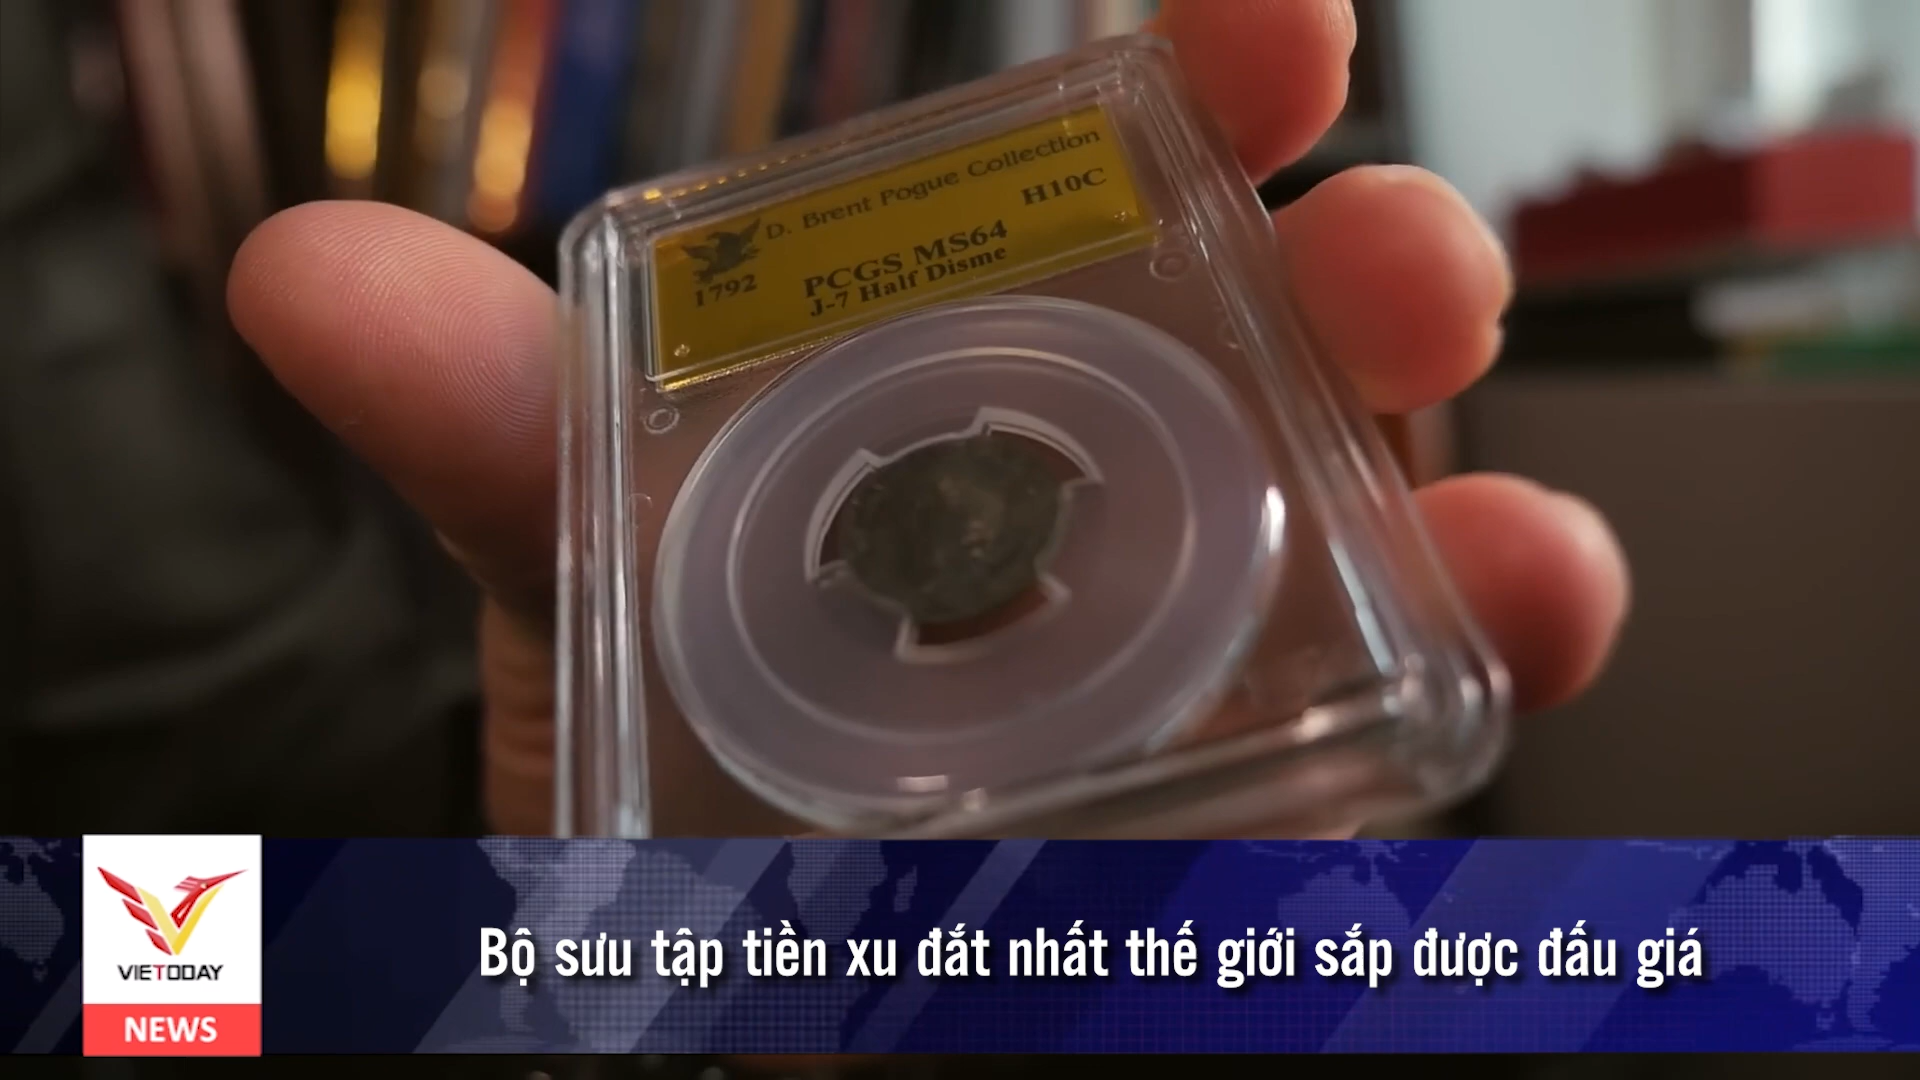 D. Brent Pogue Collection
1792
H10C
PCGS MS64
J-7 Half Disme
Bộ sưu tập tiền xu đắt nhất thế giới sắp được đấu giá
VIETODAY
NEWS